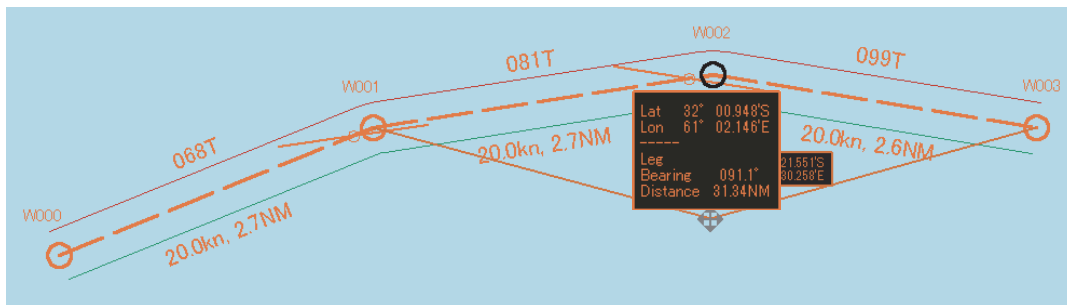 W002
081T
099T
W001
W003
068T
Lat 32° 00.948'S
Lon 61° 02.146'E
------
Leg
Bearing 091.1°
Distance 31.34NM
21.551'S
30.258'E
20.0kn, 2.7NM
20.0kn, 2.6NM
W000
20.0kn, 2.7NM